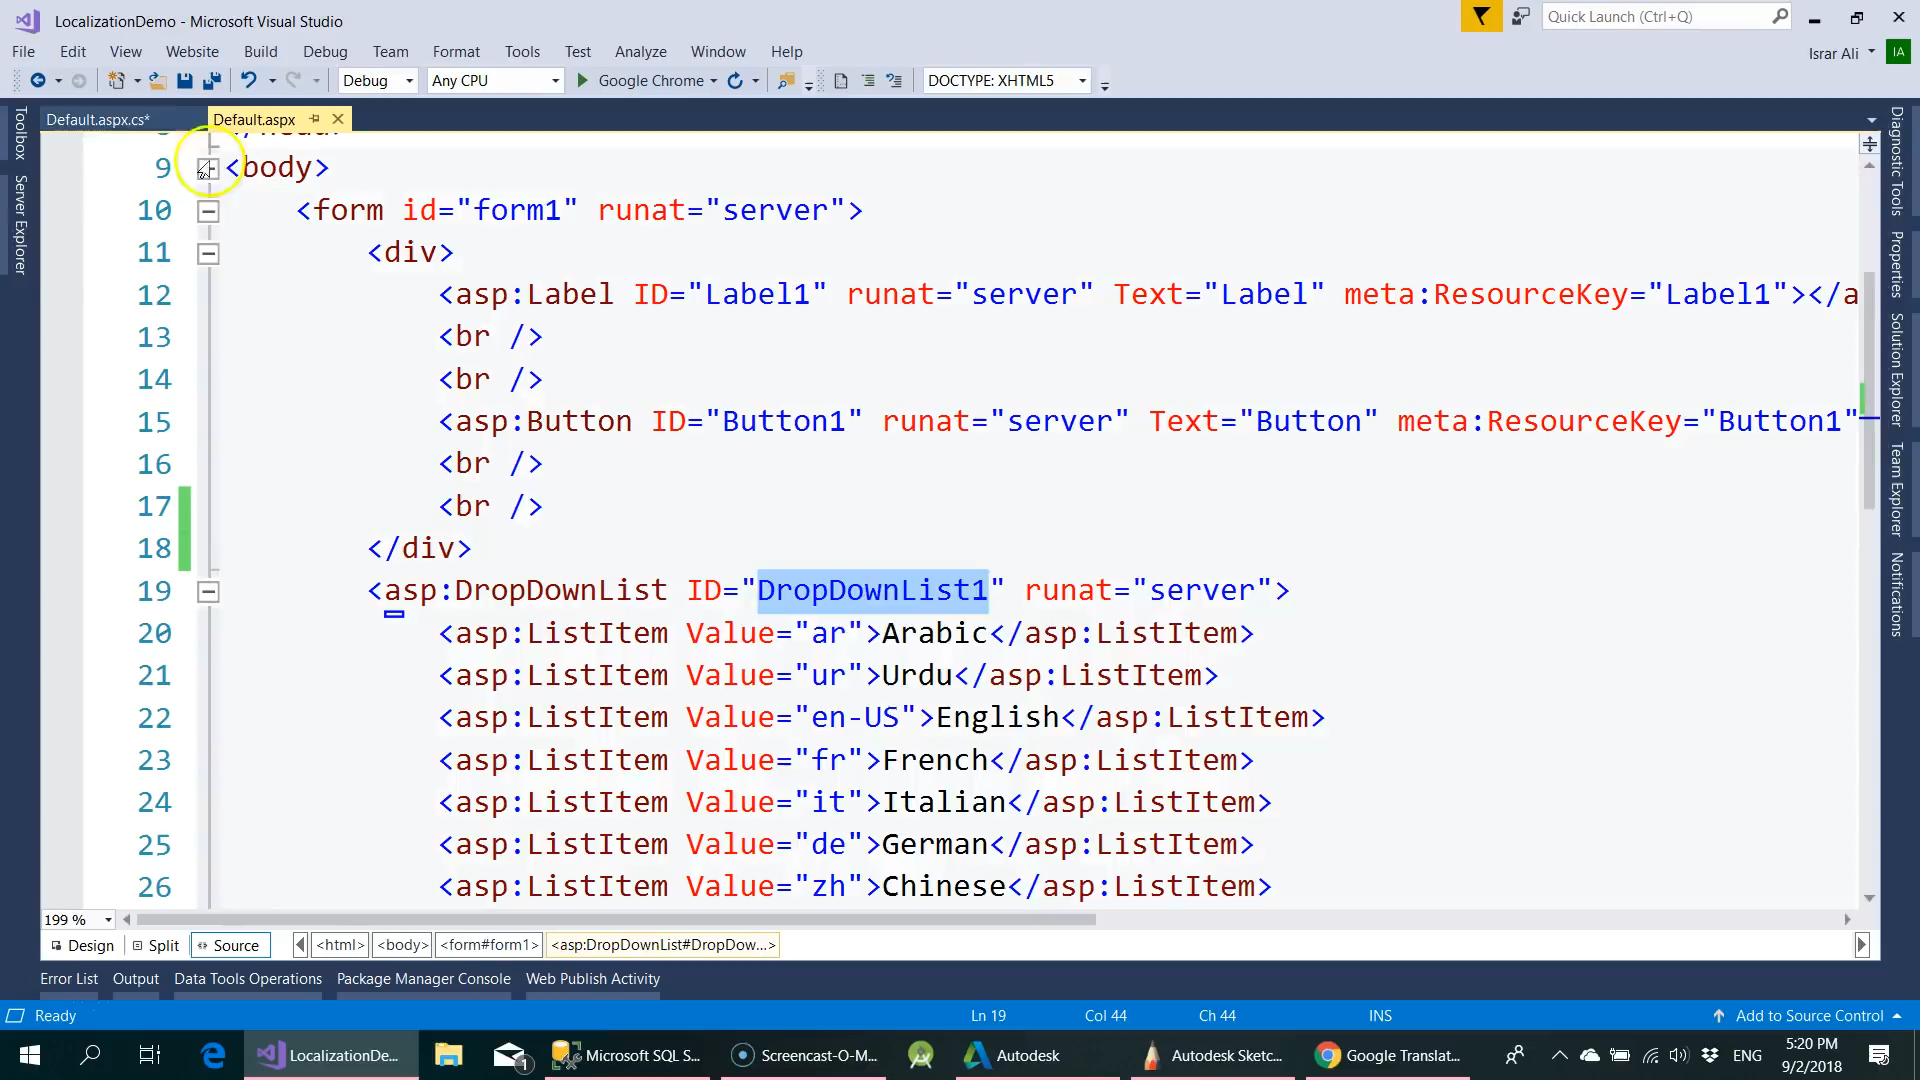 LocalizationDemo - Microsoft Visual Studio
Quick Launch (Ctrl+Q)
File Edit View Website Build Debug Team Format Tools Test Analyze Window Help
Israr Ali IA
Debug Any CPU Google Chrome DOCTYPE: XHTML5
Toolbox
Server Explorer
Default.aspx.cs* Default.aspx
9 <body>
10 <form id="form1" runat="server">
11 <div>
12 <asp:Label ID="Label1" runat="server" Text="Label" meta:ResourceKey="Label1"></a
13 <br />
14 <br />
15 <asp:Button ID="Button1" runat="server" Text="Button" meta:ResourceKey="Button1"
16 <br />
17 <br />
18 </div>
19 <asp:DropDownList ID="DropDownList1" runat="server">
20 <asp:ListItem Value="ar">Arabic</asp:ListItem>
21 <asp:ListItem Value="ur">Urdu</asp:ListItem>
22 <asp:ListItem Value="en-US">English</asp:ListItem>
23 <asp:ListItem Value="fr">French</asp:ListItem>
24 <asp:ListItem Value="it">Italian</asp:ListItem>
25 <asp:ListItem Value="de">German</asp:ListItem>
26 <asp:ListItem Value="zh">Chinese</asp:ListItem>
Diagnostic Tools
Properties
Solution Explorer
Team Explorer
Notifications
199 %
Design Split Source <html> <body> <form#form1> <asp:DropDownList#DropDow...>
Error List Output Data Tools Operations Package Manager Console Web Publish Activity
Ready Ln 19 Col 44 Ch 44 INS Add to Source Control
LocalizationDe... 1 Microsoft SQL S... Screencast-O-M... Autodesk Autodesk Sketc... Google Translat... ENG
5:20 PM
9/2/2018